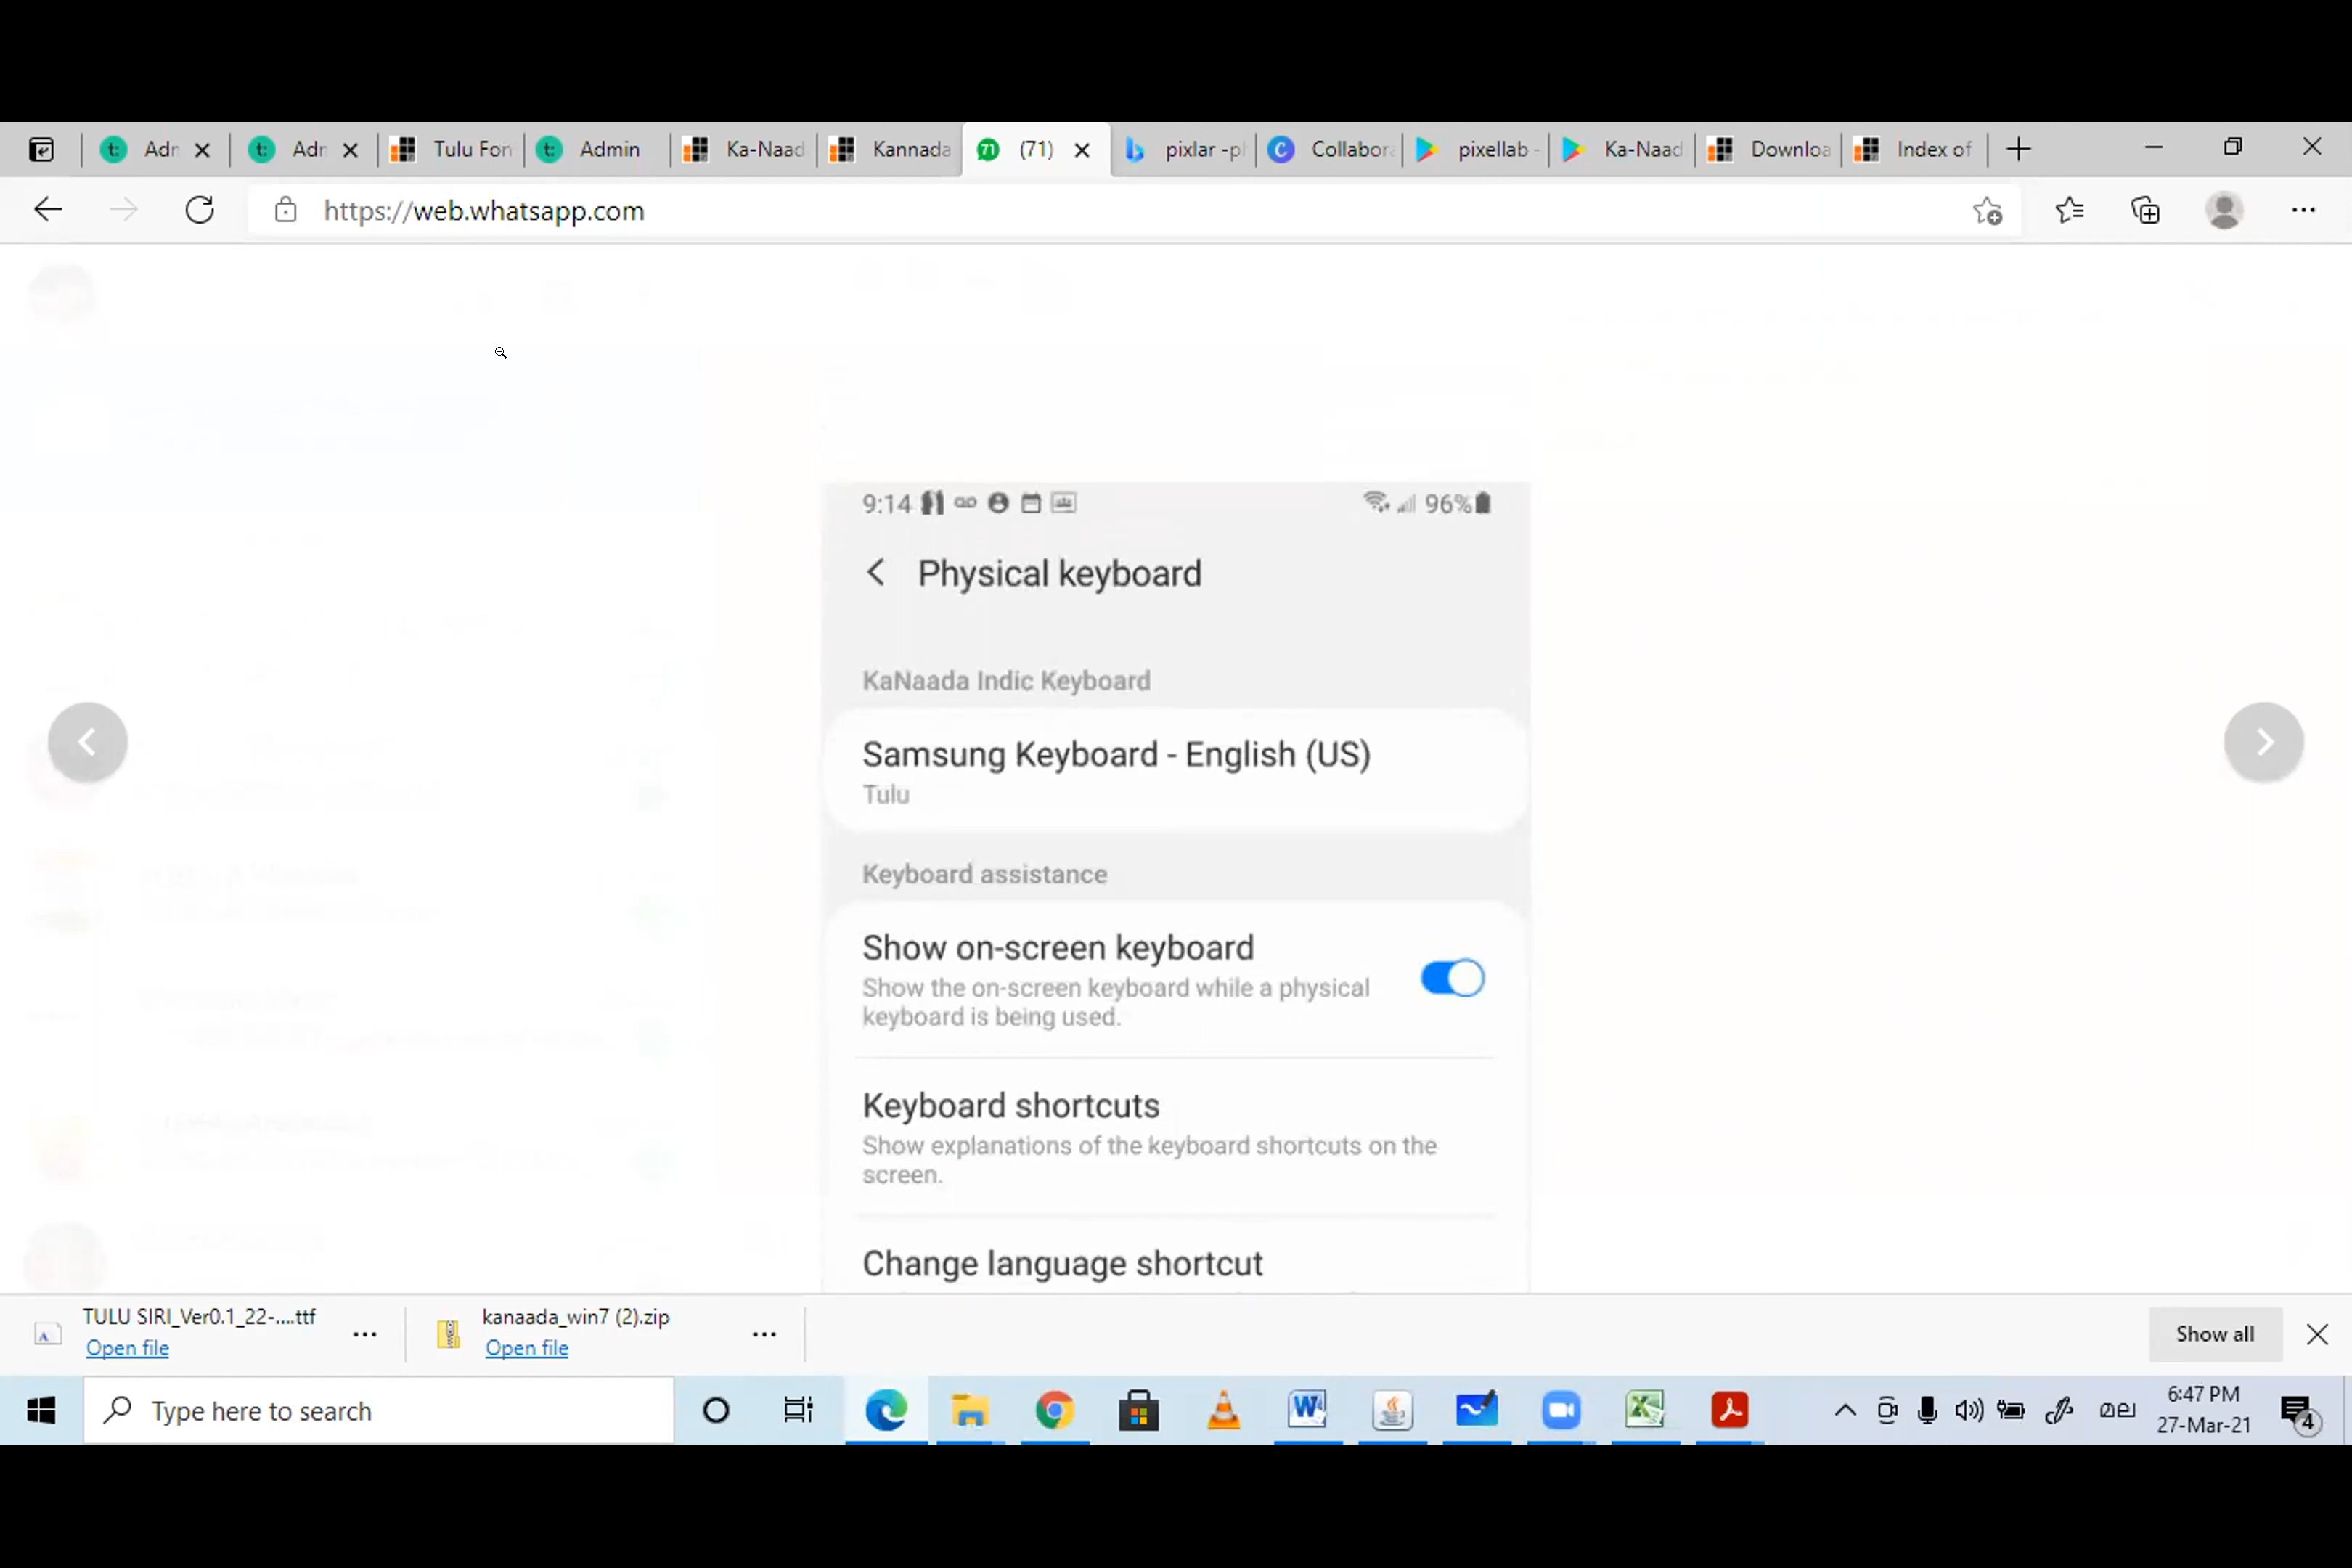 Adr
Adr
Tulu Fon
Admin
Ka-Naad
Kannada
71
(71)
pixlar -pl
Collabora
pixellab -
Ka-Naad
Downloa
Index of
https://web.whatsapp.com
9:14
96%
Physical keyboard
KaNaada Indic Keyboard
Samsung Keyboard - English (US)
Tulu
Keyboard assistance
Show on-screen keyboard
Show the on-screen keyboard while a physical
keyboard is being used.
Keyboard shortcuts
Show explanations of the keyboard shortcuts on the
screen.
Change language shortcut
TULU SIRI_Ver0.1_22-....ttf
Open file
kanaada_win7 (2).zip
Open file
Show all
Type here to search
മല
6:47 PM
27-Mar-21
4